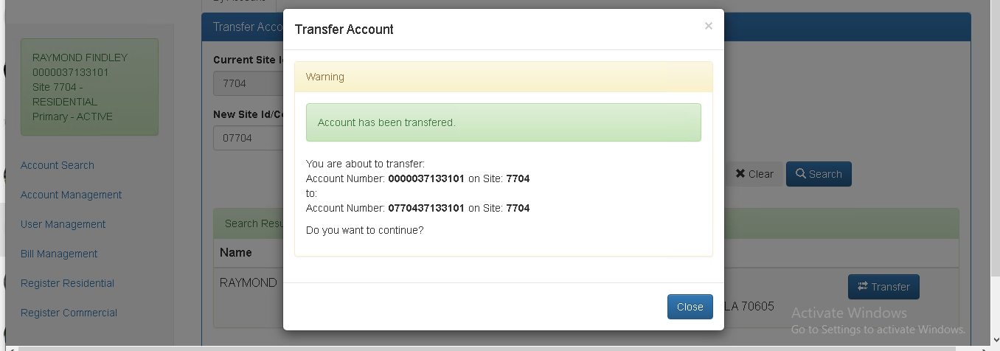 Transfer Acco
Transfer Account
×
RAYMOND FINDLEY
0000037133101
Site 7704 -
RESIDENTIAL
Primary - ACTIVE
Account Search
Account Management
User Management
Bill Management
Register Residential
Register Commercial
Current Site I
7704
New Site Id/Co
07704
Warning
Account has been transfered.
You are about to transfer:
Account Number: 0000037133101 on Site: 7704
to:
Account Number: 0770437133101 on Site: 7704
Do you want to continue?
Close
Clear
Search
Search Resu
Name
RAYMOND
Transfer
LA 70605
Activate Windows
Go to Settings to activate Windows.